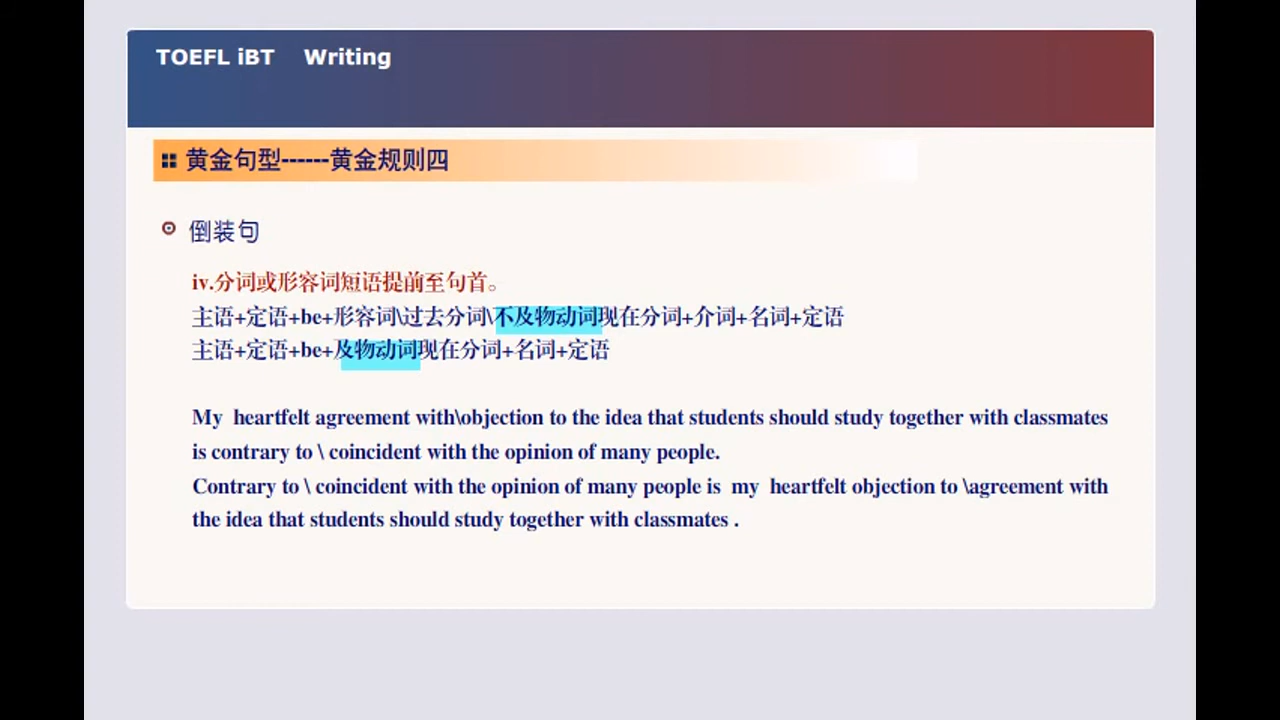 TOEFL iBT Writing
黄金句型------黄金规则四
倒装句
iv.分词或形容词短语提前至句首。
主语+定语+be+形容词\过去分词\不及物动词现在分词+介词+名词+定语
主语+定语+be+及物动词现在分词+名词+定语
My heartfelt agreement with\objection to the idea that students should study together with classmates
is contrary to \ coincident with the opinion of many people.
Contrary to \ coincident with the opinion of many people is my heartfelt objection to \agreement with
the idea that students should study together with classmates .